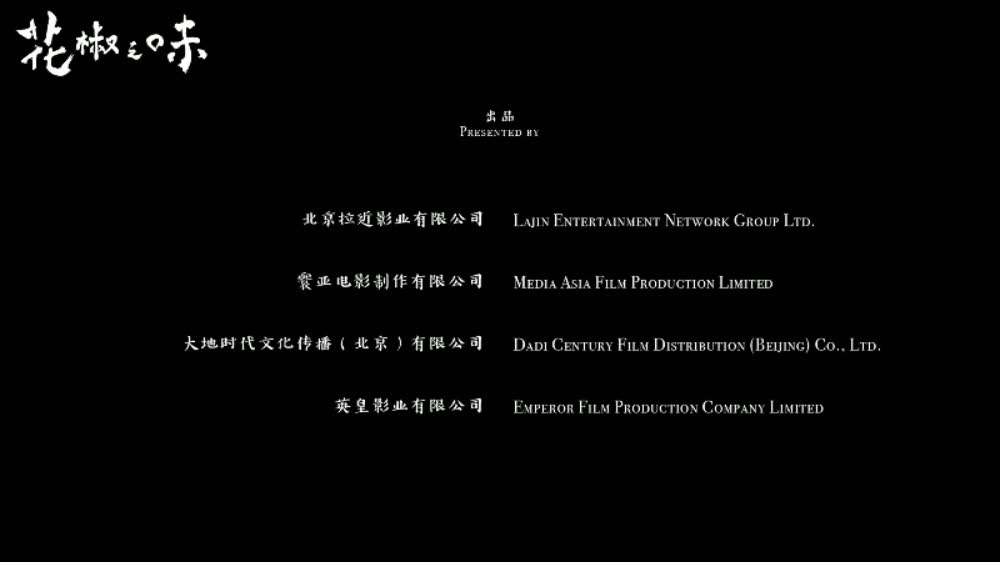 花椒之味
出品
PRESENTED BY
北京拉近影业有限公司 LAJIN ENTERTAINMENT NETWORK GROUP LTD.
寰亚电影制作有限公司 MEDIA ASIA FILM PRODUCTION LIMITED
大地时代文化传播（北京）有限公司 DADI CENTURY FILM DISTRIBUTION (BEIJING) CO., LTD.
英皇影业有限公司 EMPEROR FILM PRODUCTION COMPANY LIMITED